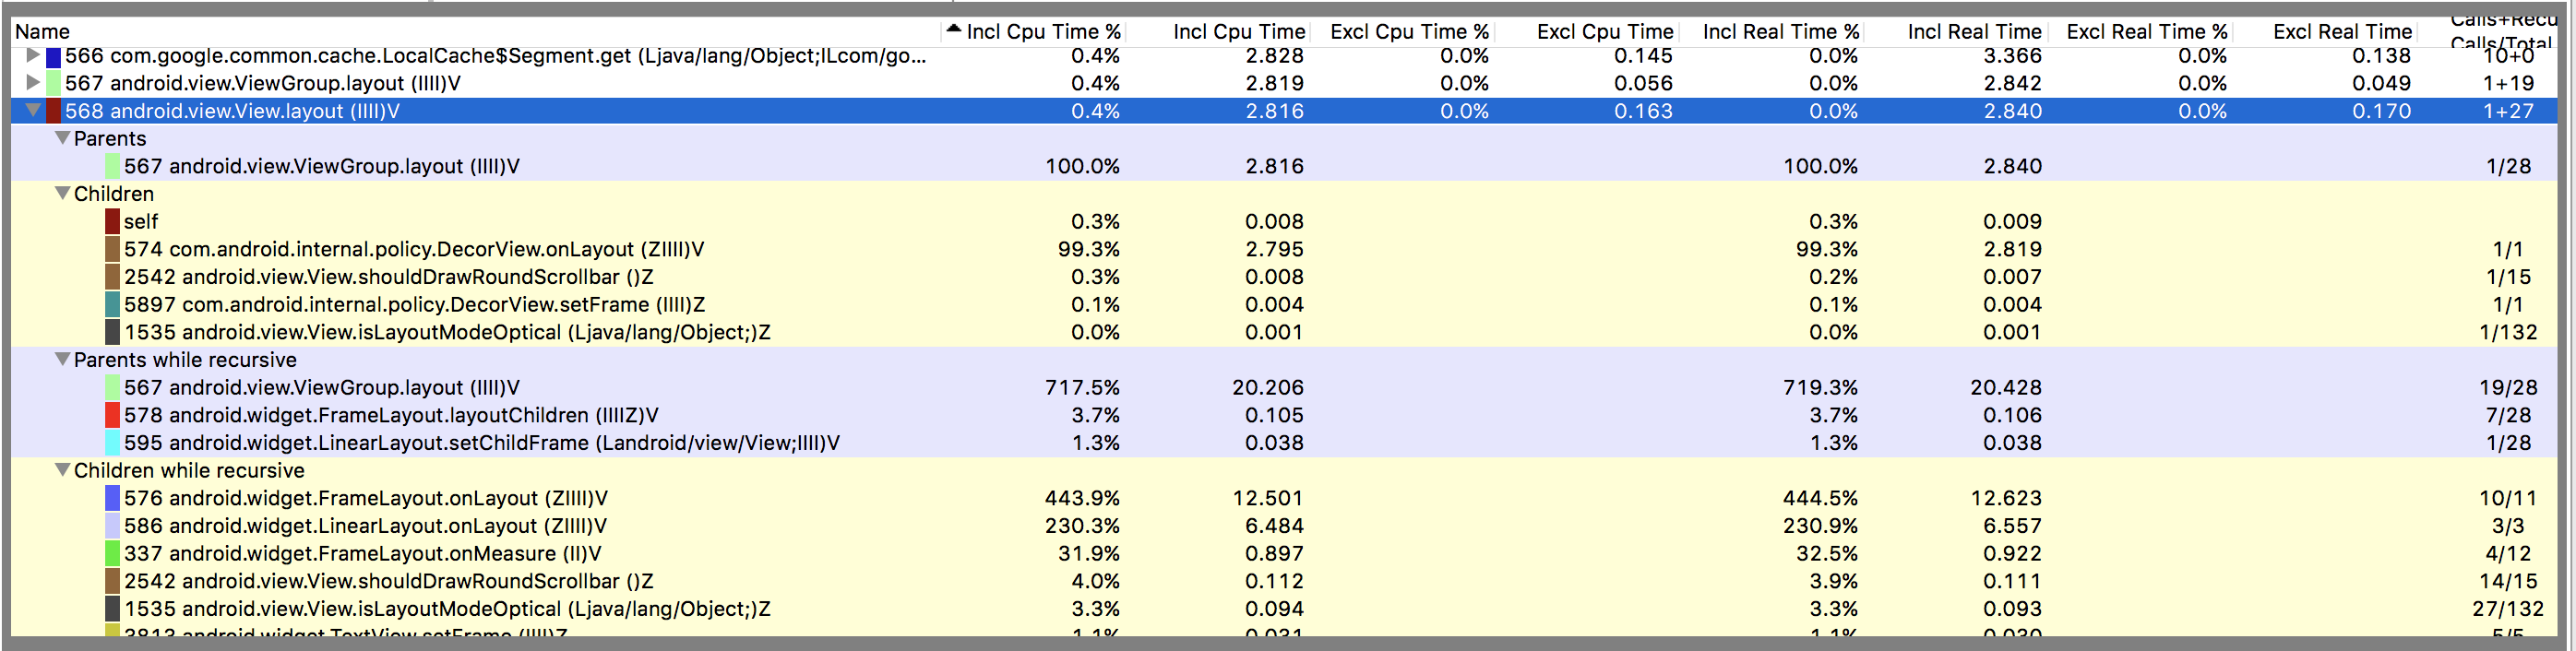 Name Incl Cpu Time % Incl Cpu Time Excl Cpu Time % Excl Cpu Time Incl Real Time % Incl Real Time Excl Real Time % Excl Real Time Calls+Recu
Calls/Total
566 com.google.common.cache.LocalCache$Segment.get (Ljava/lang/Object;ILcom/go... 0.4% 2.828 0.0% 0.145 0.0% 3.366 0.0% 0.138 10+0
567 android.view.ViewGroup.layout (IIII)V 0.4% 2.819 0.0% 0.056 0.0% 2.842 0.0% 0.049 1+19
568 android.view.View.layout (IIII)V 0.4% 2.816 0.0% 0.163 0.0% 2.840 0.0% 0.170 1+27
Parents
567 android.view.ViewGroup.layout (IIII)V 100.0% 2.816 100.0% 2.840 1/28
Children
self 0.3% 0.008 0.3% 0.009
574 com.android.internal.policy.DecorView.onLayout (ZIIII)V 99.3% 2.795 99.3% 2.819 1/1
2542 android.view.View.shouldDrawRoundScrollbar ()Z 0.3% 0.008 0.2% 0.007 1/15
5897 com.android.internal.policy.DecorView.setFrame (IIII)Z 0.1% 0.004 0.1% 0.004 1/1
1535 android.view.View.isLayoutModeOptical (Ljava/lang/Object;)Z 0.0% 0.001 0.0% 0.001 1/132
Parents while recursive
567 android.view.ViewGroup.layout (IIII)V 717.5% 20.206 719.3% 20.428 19/28
578 android.widget.FrameLayout.layoutChildren (IIIIZ)V 3.7% 0.105 3.7% 0.106 7/28
595 android.widget.LinearLayout.setChildFrame (Landroid/view/View;IIII)V 1.3% 0.038 1.3% 0.038 1/28
Children while recursive
576 android.widget.FrameLayout.onLayout (ZIIII)V 443.9% 12.501 444.5% 12.623 10/11
586 android.widget.LinearLayout.onLayout (ZIIII)V 230.3% 6.484 230.9% 6.557 3/3
337 android.widget.FrameLayout.onMeasure (II)V 31.9% 0.897 32.5% 0.922 4/12
2542 android.view.View.shouldDrawRoundScrollbar ()Z 4.0% 0.112 3.9% 0.111 14/15
1535 android.view.View.isLayoutModeOptical (Ljava/lang/Object;)Z 3.3% 0.094 3.3% 0.093 27/132
3813 android.widget.TextView.setFrame (IIII)Z 1.1% 0.031 1.1% 0.030 5/5